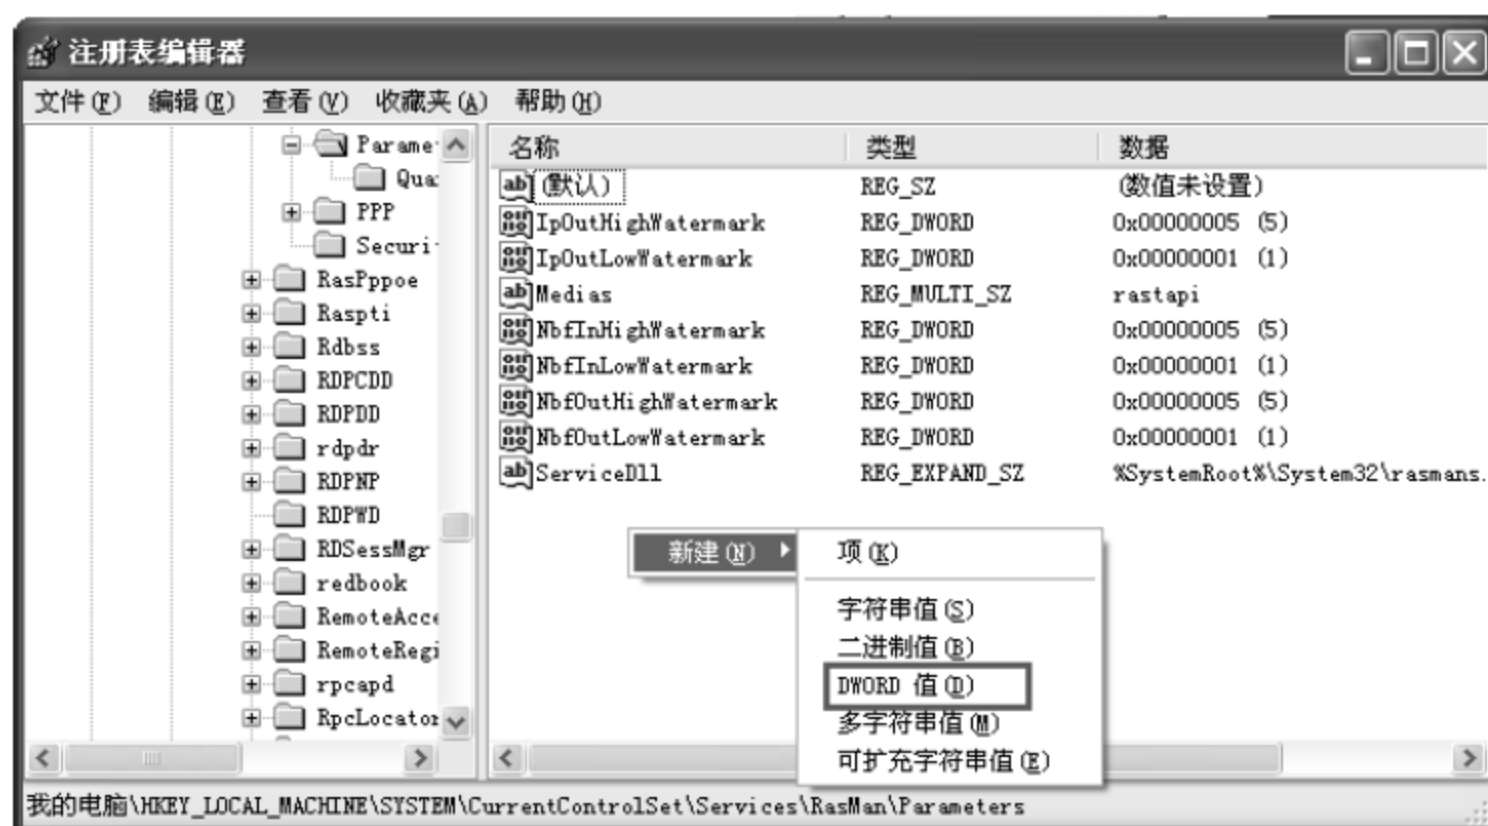 注册表编辑器
文件(F) 编辑(E) 查看(V) 收藏夹(A) 帮助(H)
Parame
Qua
PPP
Securi
RasPppoe
Raspti
Rdbss
RDPCDD
RDPDD
rdpdr
RDPNP
RDPWD
RDSessMgr
redbook
RemoteAcce
RemoteRegi
rpcapd
RpcLocator
名称 类型 数据
(默认) REG_SZ (数值未设置)
IpOutHighWatermark REG_DWORD 0x00000005 (5)
IpOutLowWatermark REG_DWORD 0x00000001 (1)
Medias REG_MULTI_SZ rastapi
NbfInHighWatermark REG_DWORD 0x00000005 (5)
NbfInLowWatermark REG_DWORD 0x00000001 (1)
NbfOutHighWatermark REG_DWORD 0x00000005 (5)
NbfOutLowWatermark REG_DWORD 0x00000001 (1)
ServiceDll REG_EXPAND_SZ %SystemRoot%\System32\rasmans.
新建(N) 项(K)
字符串值(S)
二进制值(B)
DWORD 值(D)
多字符串值(M)
可扩充字符串值(E)
我的电脑\HKEY_LOCAL_MACHINE\SYSTEM\CurrentControlSet\Services\RasMan\Parameters